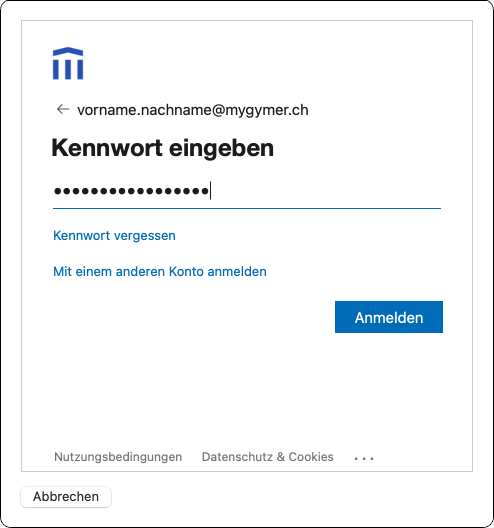 vorname.nachname@mygymer.ch
Kennwort eingeben
•••••••••••••••••
Kennwort vergessen
Mit einem anderen Konto anmelden
Anmelden
Nutzungsbedingungen Datenschutz & Cookies ...
Abbrechen